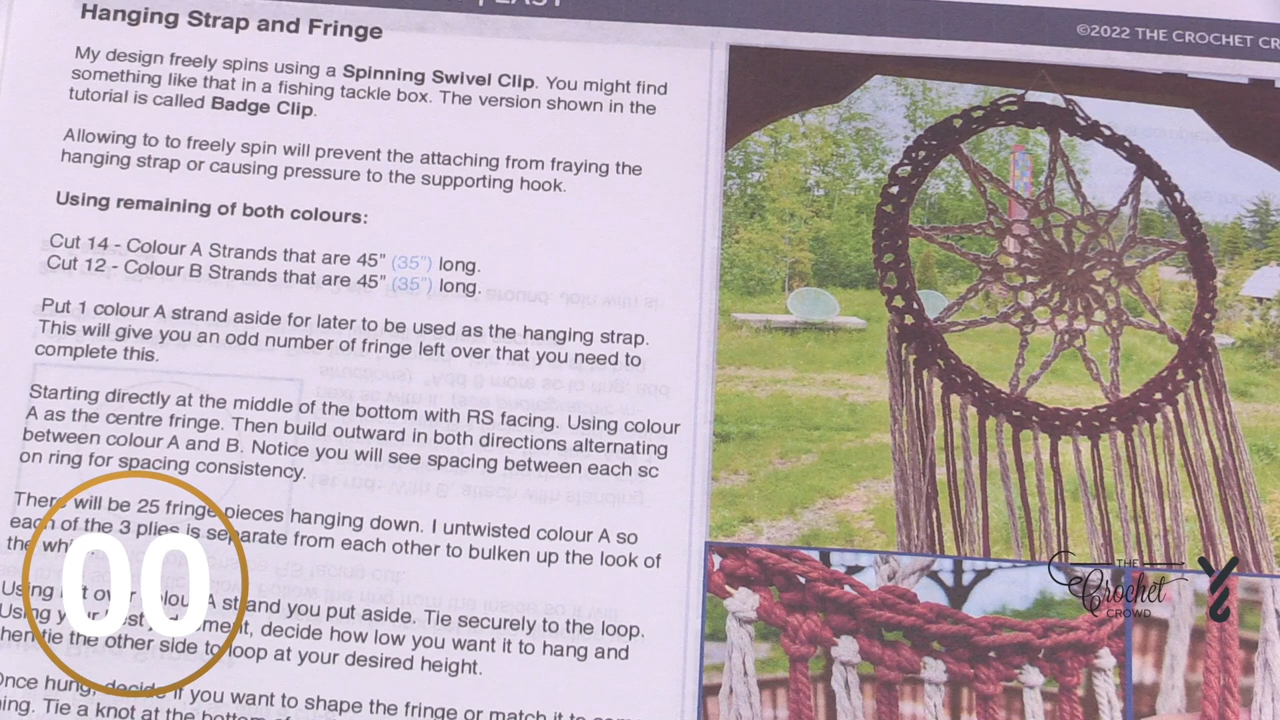 | EAST
©2022 THE CROCHET CR
Hanging Strap and Fringe
My design freely spins using a Spinning Swivel Clip. You might find
something like that in a fishing tackle box. The version shown in the
tutorial is called Badge Clip.
Allowing to to freely spin will prevent the attaching from fraying the
hanging strap or causing pressure to the supporting hook.
Using remaining of both colours:
Cut 14 - Colour A Strands that are 45" (35") long.
Cut 12 - Colour B Strands that are 45" (35") long.
Put 1 colour A strand aside for later to be used as the hanging strap.
This will give you an odd number of fringe left over that you need to
complete this.
Starting directly at the middle of the bottom with RS facing. Using colour
A as the centre fringe. Then build outward in both directions alternating
between colour A and B. Notice you will see spacing between each sc
on ring for spacing consistency.
There will be 25 fringe pieces hanging down. I untwisted colour A so
each of the 3 plies is separate from each other to bulken up the look of
the
Using over A strand you put aside. Tie securely to the loop.
Using decide how low you want it to hang and
tie the other side to loop at your desired height.
Once hung, decide if you want to shape the fringe or match it to
Tie a knot at the bottom of
00
THE
Crochet
CROWD